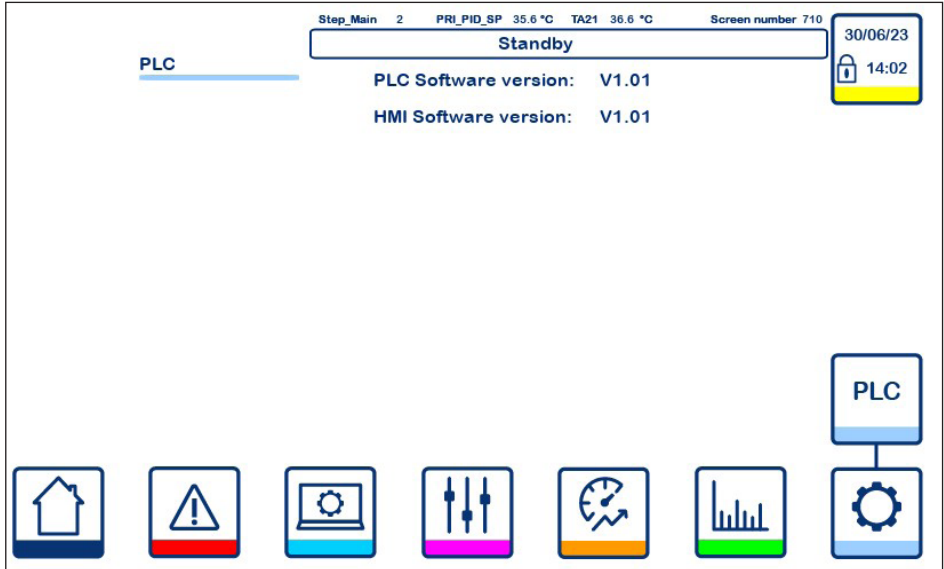 Step_Main 2 PRI_PID_SP 35.6 °C TA21 36.6 °C Screen number 710
Standby
30/06/23
14:02
PLC
PLC Software version: V1.01
HMI Software version: V1.01
PLC